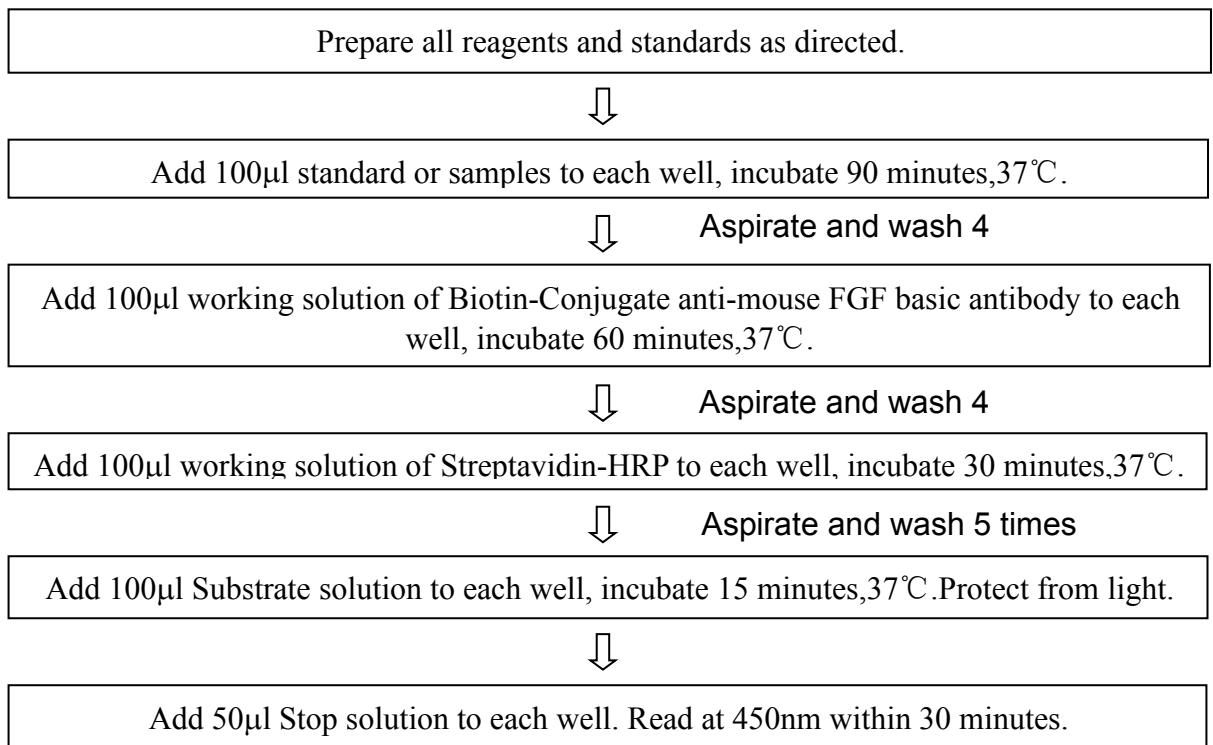 Prepare all reagents and standards as directed.
Add 100μl standard or samples to each well, incubate 90 minutes,37℃.
Aspirate and wash 4
Add 100μl working solution of Biotin-Conjugate anti-mouse FGF basic antibody to each
well, incubate 60 minutes,37℃.
Aspirate and wash 4
Add 100μl working solution of Streptavidin-HRP to each well, incubate 30 minutes,37℃.
Aspirate and wash 5 times
Add 100μl Substrate solution to each well, incubate 15 minutes,37℃.Protect from light.
Add 50μl Stop solution to each well. Read at 450nm within 30 minutes.